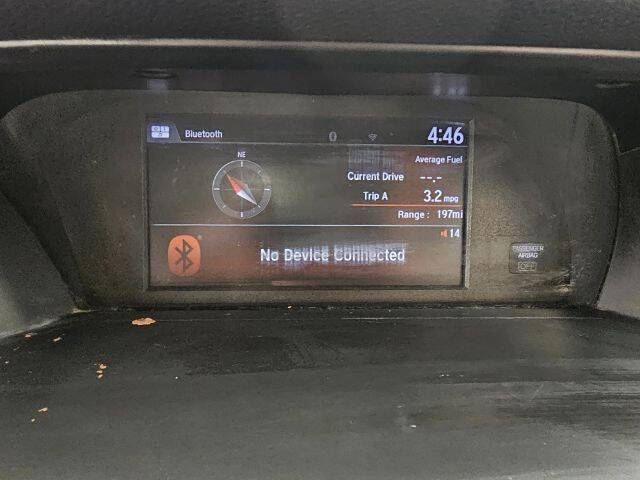 Bluetooth
4:46
NE
Average Fuel
Current Drive --.-
Trip A 3.2 mpg
Range : 197mi
14
No Device Connected
PASSENGER
AIRBAG
OFF